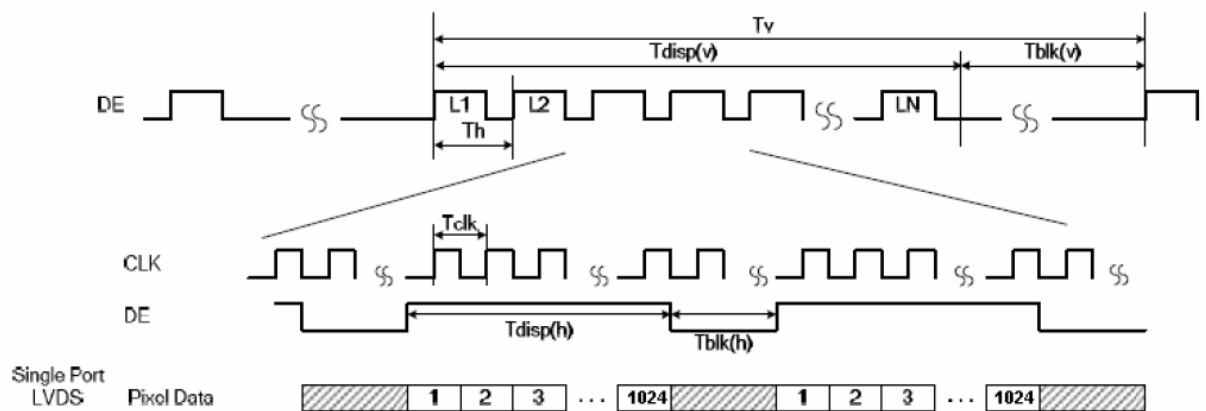 Tv
Tdisp(v) Tblk(v)
DE L1 L2 LN
Th
Tclk
CLK
DE
Tdisp(h) Tblk(h)
Single Port
LVDS Pixel Data 1 2 3 ... 1024 1 2 3 ... 1024